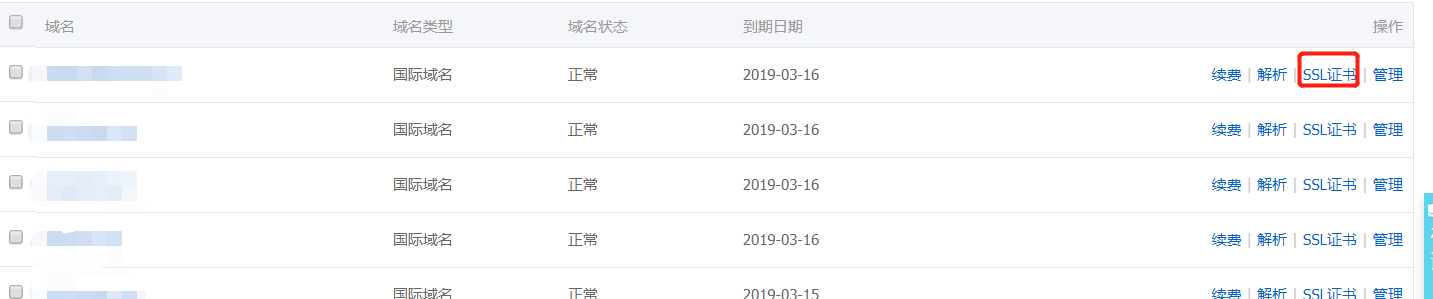 域名 域名类型 域名状态 到期日期 操作
国际域名 正常 2019-03-16 续费 | 解析 | SSL证书 | 管理
国际域名 正常 2019-03-16 续费 | 解析 | SSL证书 | 管理
国际域名 正常 2019-03-16 续费 | 解析 | SSL证书 | 管理
国际域名 正常 2019-03-16 续费 | 解析 | SSL证书 | 管理
国际域名 正常 2019-03-15 续费 | 解析 | SSL证书 | 管理